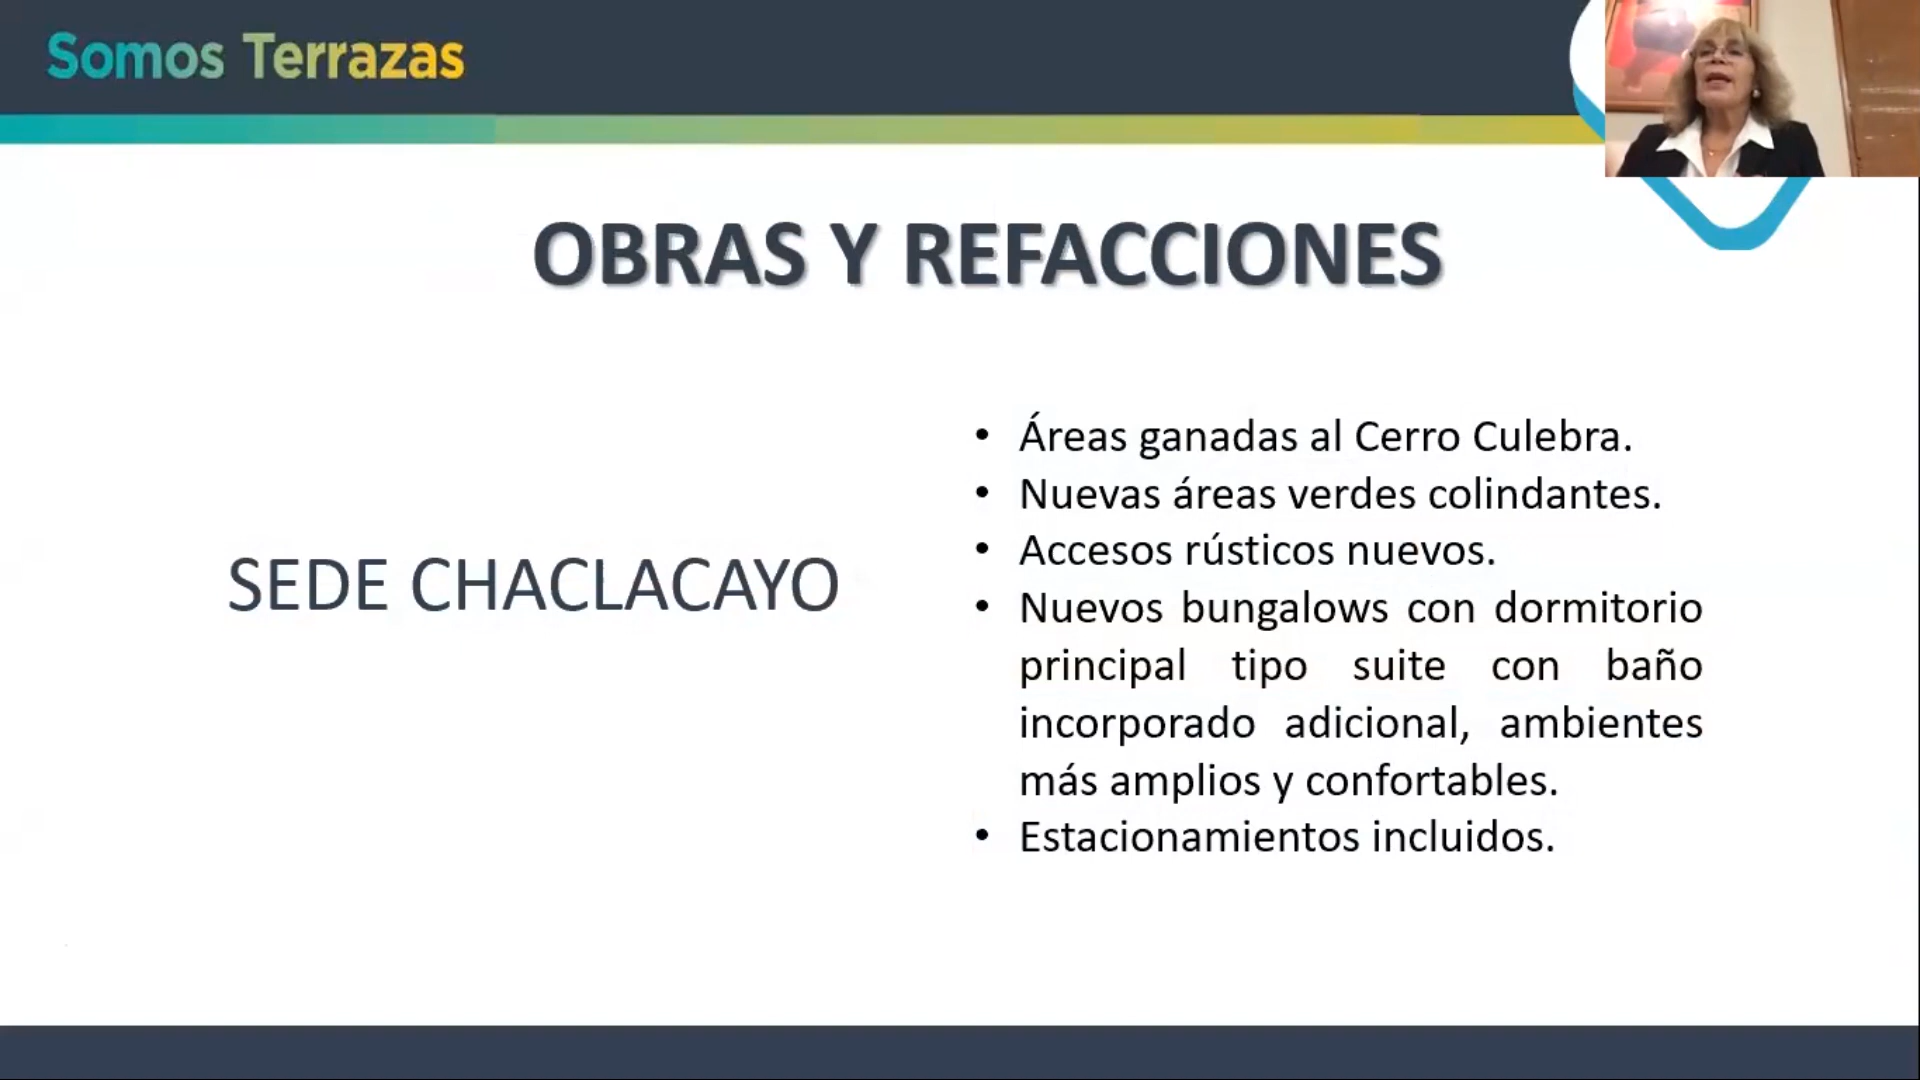 Somos Terrazas
OBRAS Y REFACCIONES
SEDE CHACLACAYO
• Áreas ganadas al Cerro Culebra.
• Nuevas áreas verdes colindantes.
• Accesos rústicos nuevos.
• Nuevos bungalows con dormitorio
principal tipo suite con baño
incorporado adicional, ambientes
más amplios y confortables.
• Estacionamientos incluidos.